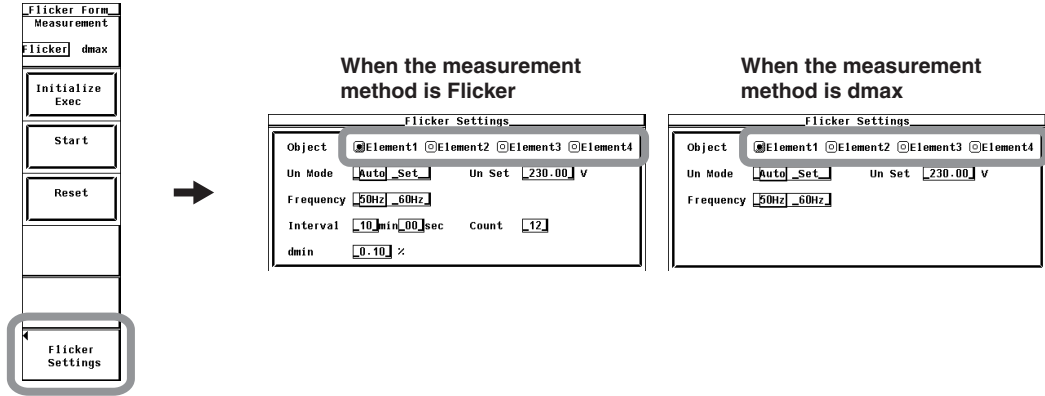 Flicker Form
Measurement
Flicker dmax
Initialize
Exec
Start
Reset
Flicker
Settings
When the measurement
method is Flicker
Flicker Settings
Object Element1 Element2 Element3 Element4
Un Mode Auto Set Un Set 230.00 V
Frequency 50Hz 60Hz
Interval 10 min 00 sec Count 12
dmin 0.10 %
When the measurement
method is dmax
Flicker Settings
Object Element1 Element2 Element3 Element4
Un Mode Auto Set Un Set 230.00 V
Frequency 50Hz 60Hz